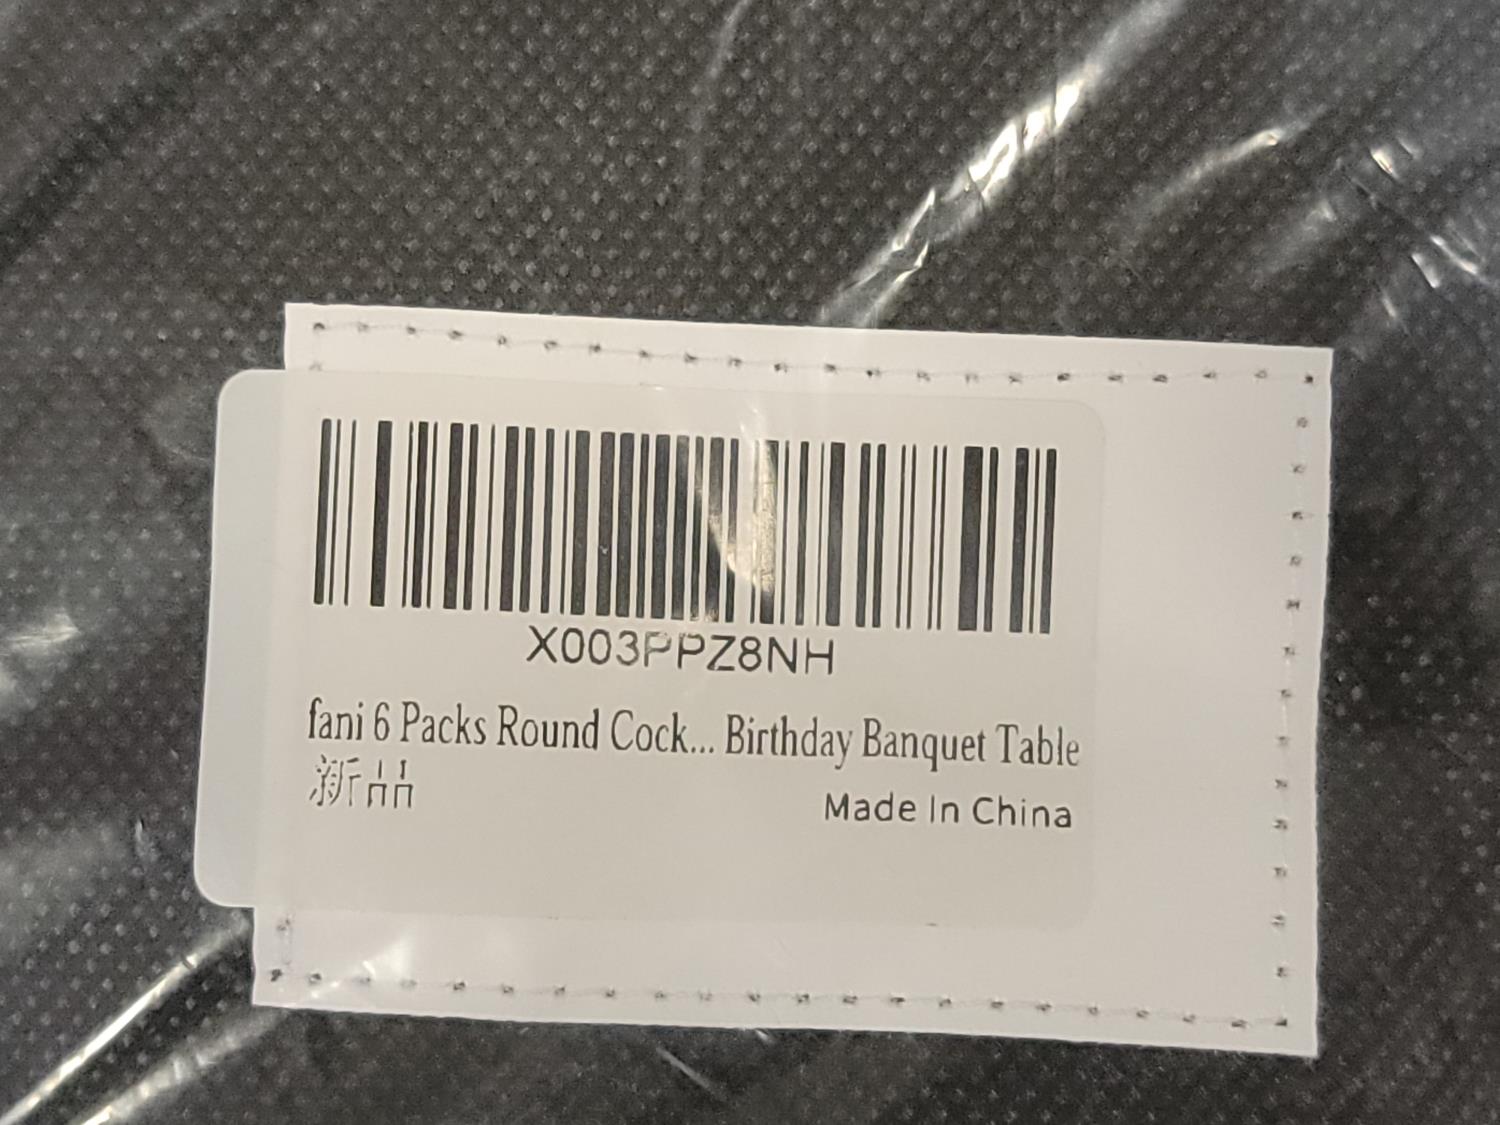 X003PPZ8NH
fani 6 Packs Round Cock... Birthday Banquet Table
新品
Made In China